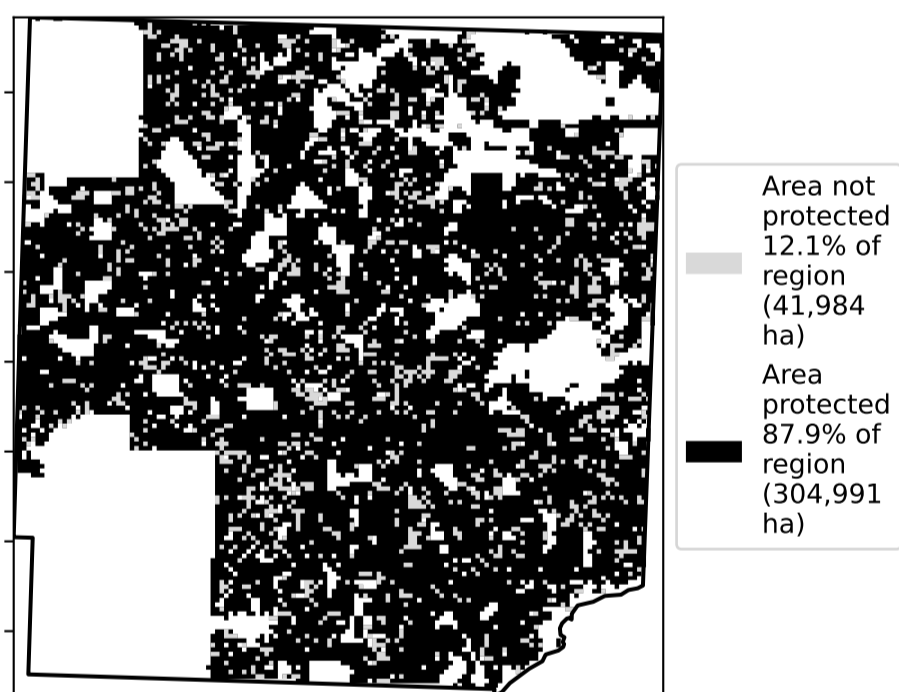 Area not
protected
12.1% of
region
(41,984
ha)
Area
protected
87.9% of
region
(304,991
ha)